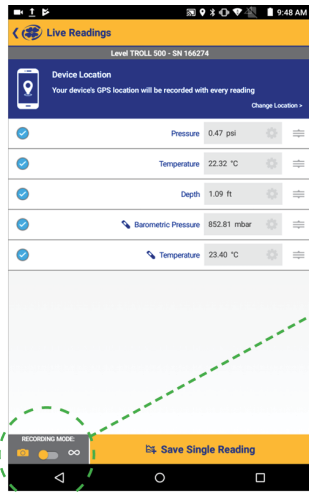 9:48 AM
Live Readings
Level TROLL 500 - SN 166274
Device Location
Your device's GPS location will be recorded with every reading
Change Location >
Pressure 0.47 psi
Temperature 22.32 °C
Depth 1.09 ft
Barometric Pressure 852.81 mbar
Temperature 23.40 °C
RECORDING MODE:
Save Single Reading